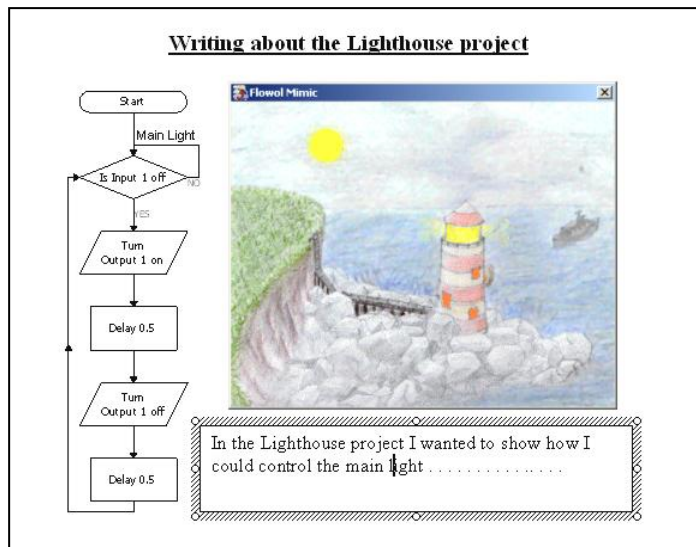 Writing about the Lighthouse project
Start
Main Light
Is Input 1 off
NO
YES
Turn
Output 1 on
Delay 0.5
Turn
Output 1 off
Delay 0.5
Flowol Mimic
In the Lighthouse project I wanted to show how I
could control the main light . . . . . . . . . . . .. . . .